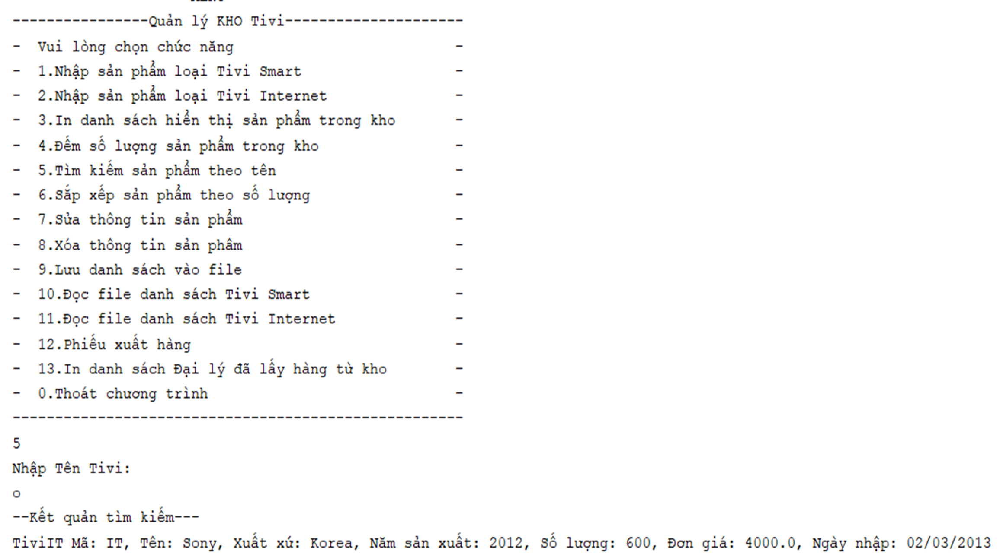 ----------------Quản lý KHO Tivi---------------------
-  Vui lòng chọn chức năng                          -
-  1.Nhập sản phẩm loại Tivi Smart                  -
-  2.Nhập sản phẩm loại Tivi Internet               -
-  3.In danh sách hiển thị sản phẩm trong kho       -
-  4.Đếm số lượng sản phẩm trong kho                -
-  5.Tìm kiếm sản phẩm theo tên                     -
-  6.Sắp xếp sản phẩm theo số lượng                 -
-  7.Sửa thông tin sản phẩm                         -
-  8.Xóa thông tin sản phâm                         -
-  9.Lưu danh sách vào file                         -
-  10.Đọc file danh sách Tivi Smart                 -
-  11.Đọc file danh sách Tivi Internet              -
-  12.Phiếu xuất hàng                               -
-  13.In danh sách Đại lý đã lấy hàng từ kho        -
-  0.Thoát chương trình                             -
-----------------------------------------------------
5
Nhập Tên Tivi:
o
--Kết quản tìm kiếm---
TiviIT Mã: IT, Tên: Sony, Xuất xứ: Korea, Năm sản xuất: 2012, Số lượng: 600, Đơn giá: 4000.0, Ngày nhập: 02/03/2013